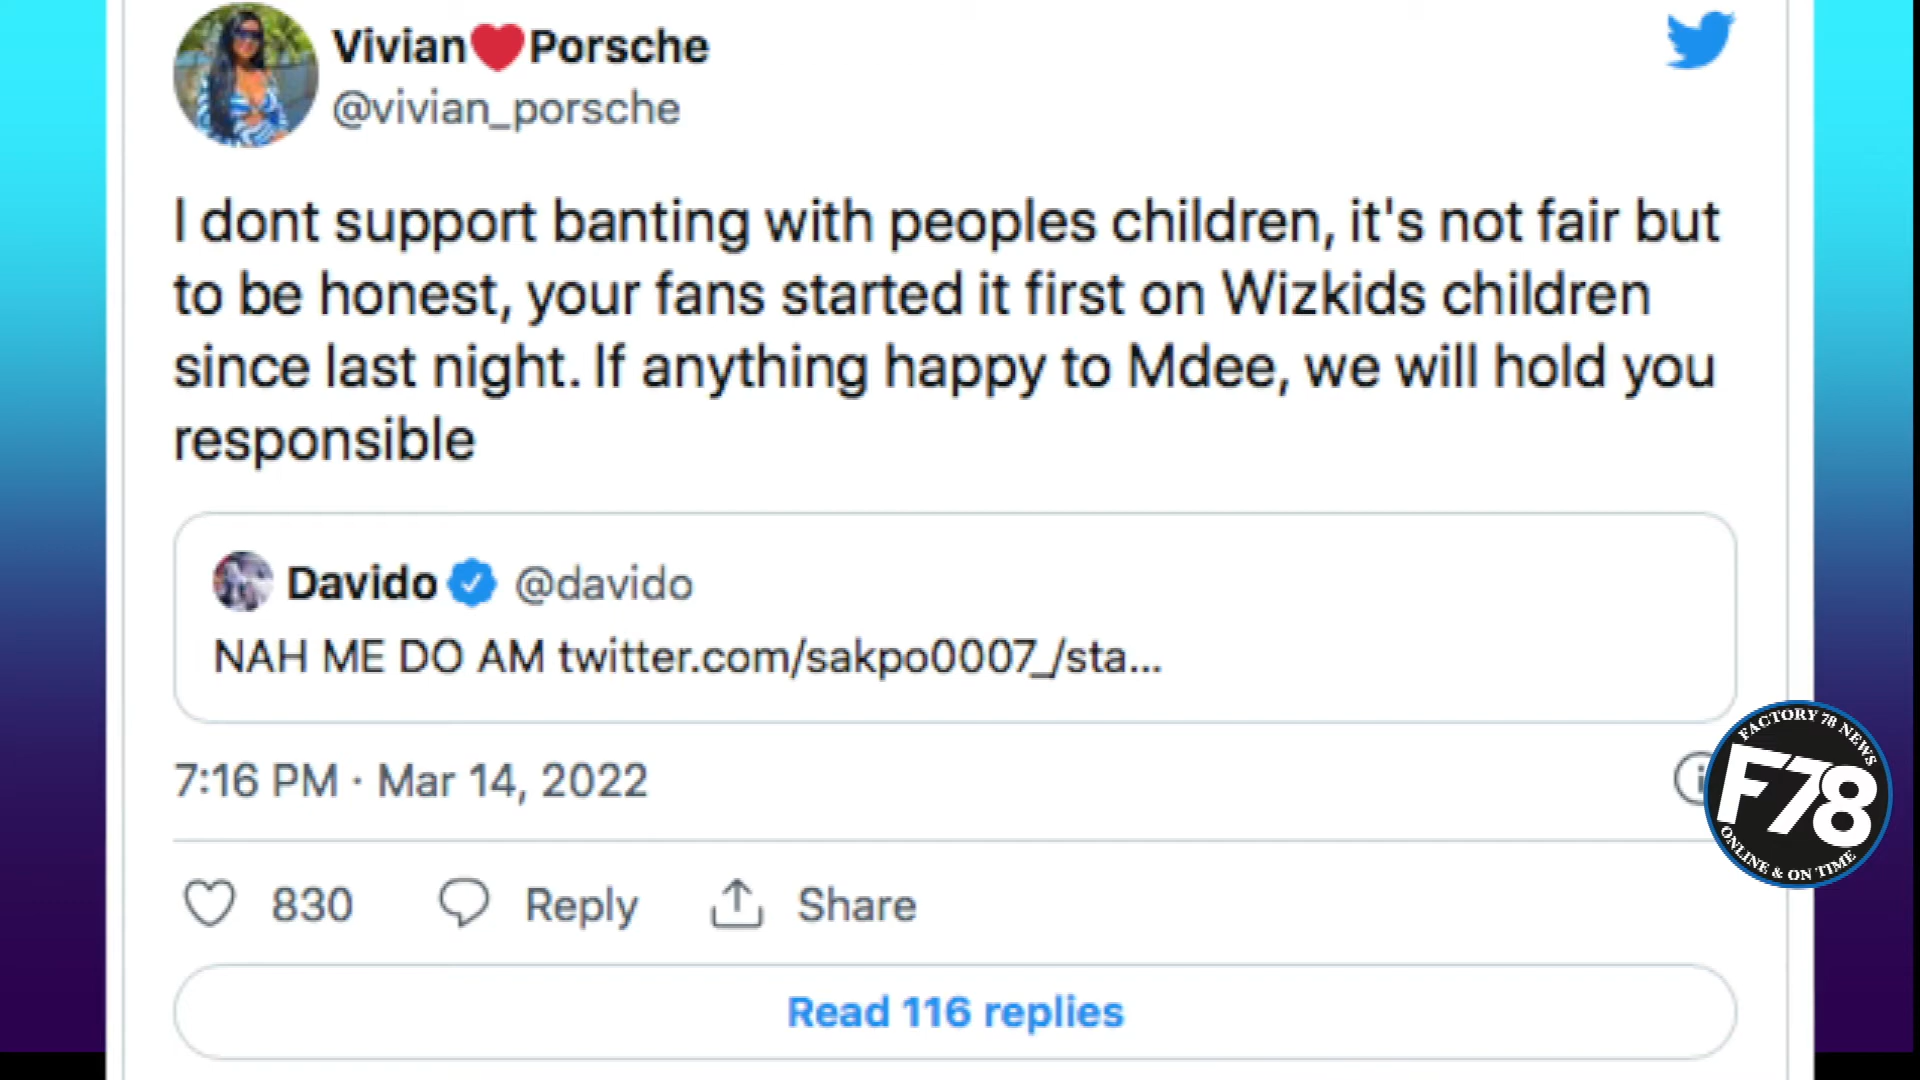 Vivian❤️Porsche
@vivian_porsche
I dont support banting with peoples children, it's not fair but
to be honest, your fans started it first on Wizkids children
since last night. If anything happy to Mdee, we will hold you
responsible
Davido @davido
NAH ME DO AM twitter.com/sakpo0007_/sta...
7:16 PM · Mar 14, 2022
830 Reply Share
Read 116 replies
FACTORY 78 NEWS
F78
ONLINE & ON TIME